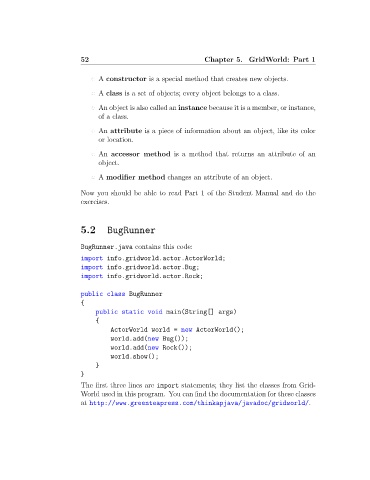 52 Chapter 5. GridWorld: Part 1
A constructor is a special method that creates new objects.
A class is a set of objects; every object belongs to a class.
An object is also called an instance because it is a member, or instance,
of a class.
An attribute is a piece of information about an object, like its color
or location.
An accessor method is a method that returns an attribute of an
object.
A modifier method changes an attribute of an object.
Now you should be able to read Part 1 of the Student Manual and do the
exercises.
5.2 BugRunner
BugRunner.java contains this code:
import info.gridworld.actor.ActorWorld;
import info.gridworld.actor.Bug;
import info.gridworld.actor.Rock;
public class BugRunner
{
public static void main(String[] args)
{
ActorWorld world = new ActorWorld();
world.add(new Bug());
world.add(new Rock());
world.show();
}
}
The first three lines are import statements; they list the classes from Grid-
World used in this program. You can find the documentation for these classes
at http://www.greenteapress.com/thinkapjava/javadoc/gridworld/.